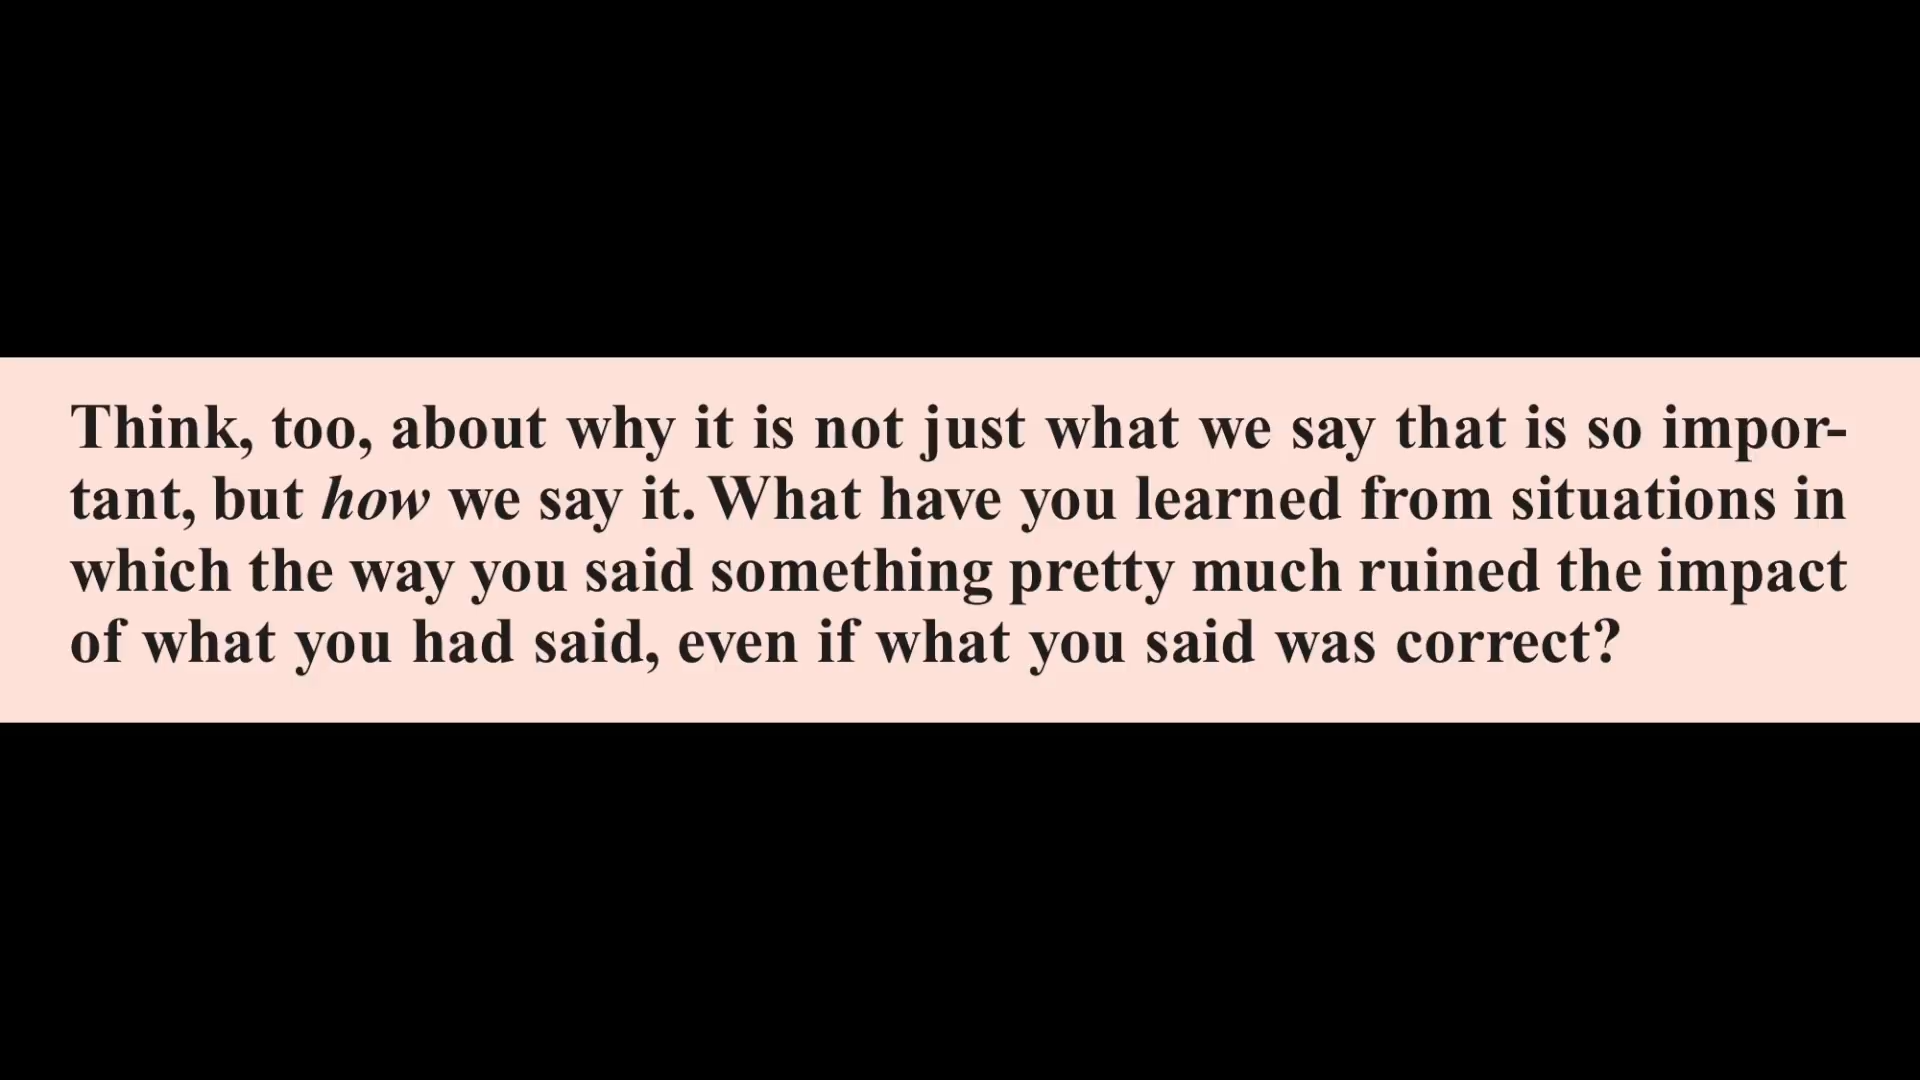 Think, too, about why it is not just what we say that is so impor-
tant, but how we say it. What have you learned from situations in
which the way you said something pretty much ruined the impact
of what you had said, even if what you said was correct?